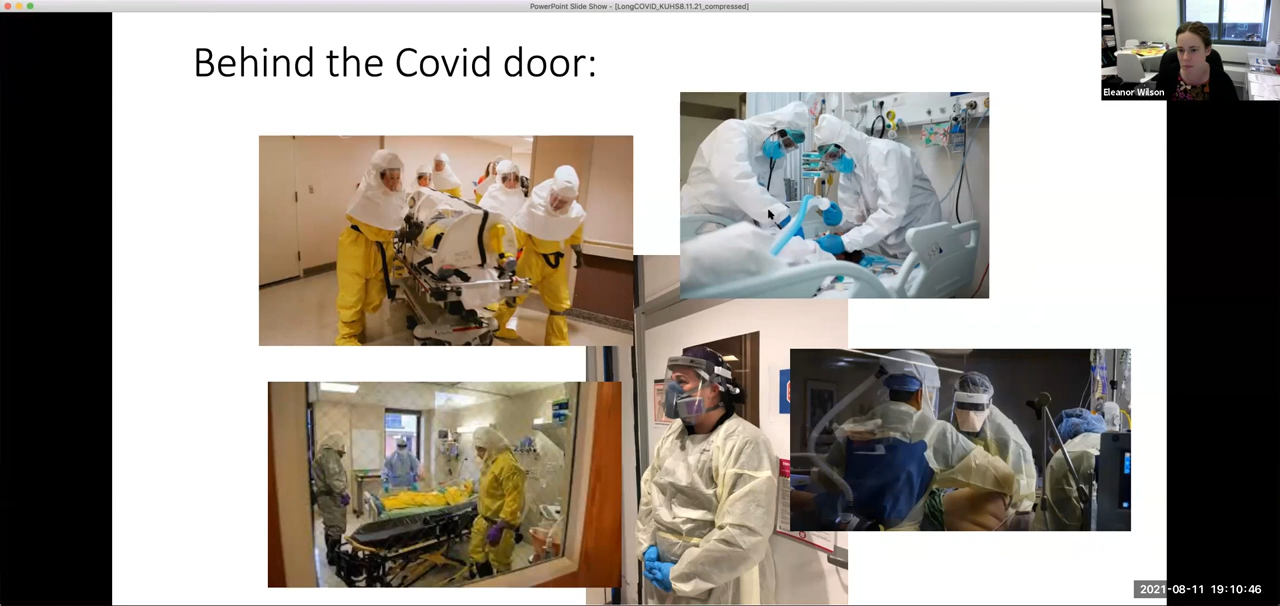 PowerPoint Slide Show - [LongCOVID_KUHS8.11.21_compressed]
Behind the Covid door:
Eleanor Wilson
2021-08-11 19:10:46